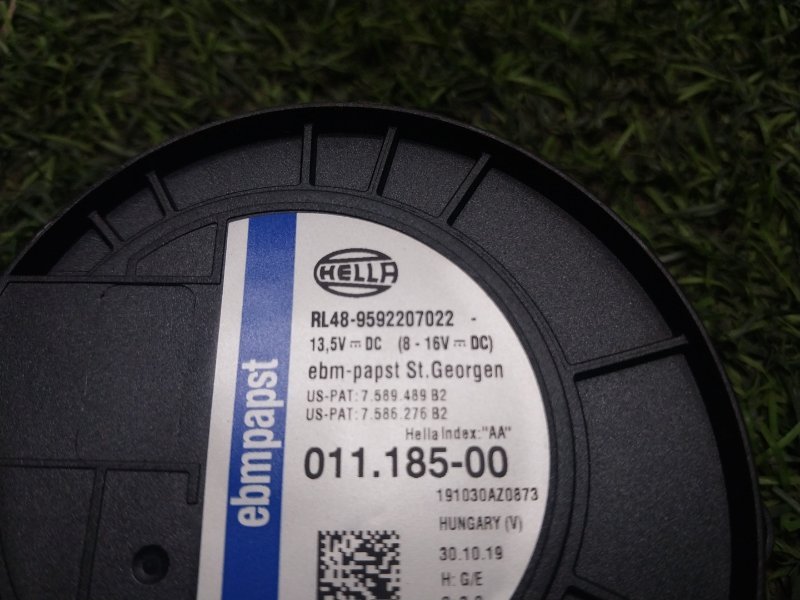 HELLA
RL48-9592207022 -
13,5V⎓DC (8 - 16V⎓DC)
ebm-papst St.Georgen
US-PAT: 7.589.489 B2
US-PAT: 7.586.276 B2
Hella Index: "AA"
011.185-00
191030AZ0873
HUNGARY (V)
30.10.19
H: G/E
ebmpapst